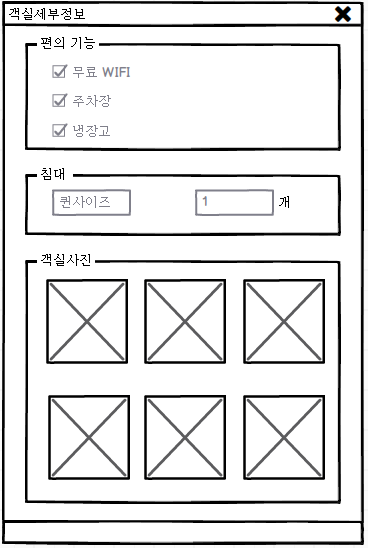 객실세부정보
편의 기능
무료 WIFI
주차장
냉장고
침대
퀸사이즈 1 개
객실사진